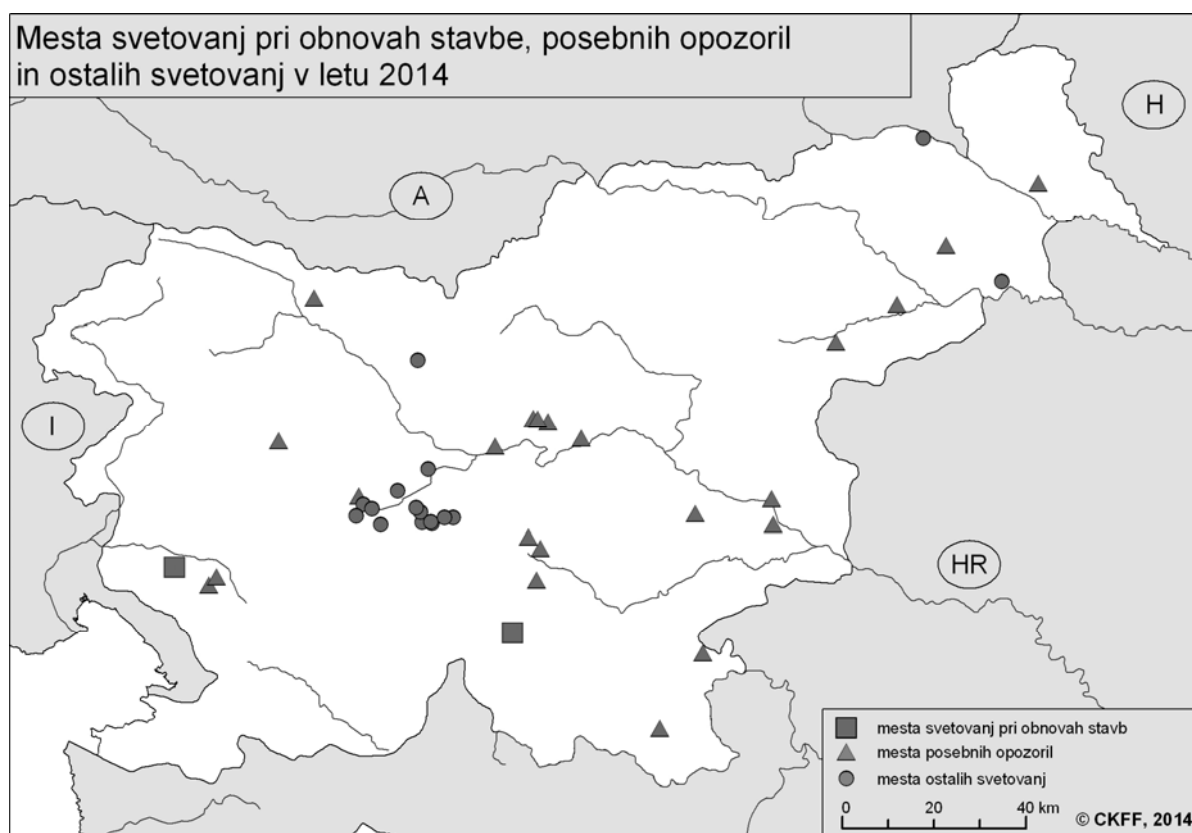 Mesta svetovanj pri obnovah stavbe, posebnih opozoril
in ostalih svetovanj v letu 2014
H
A
I
HR
mesta svetovanj pri obnovah stavb
mesta posebnih opozoril
mesta ostalih svetovanj
0 20 40 km
© CKFF, 2014